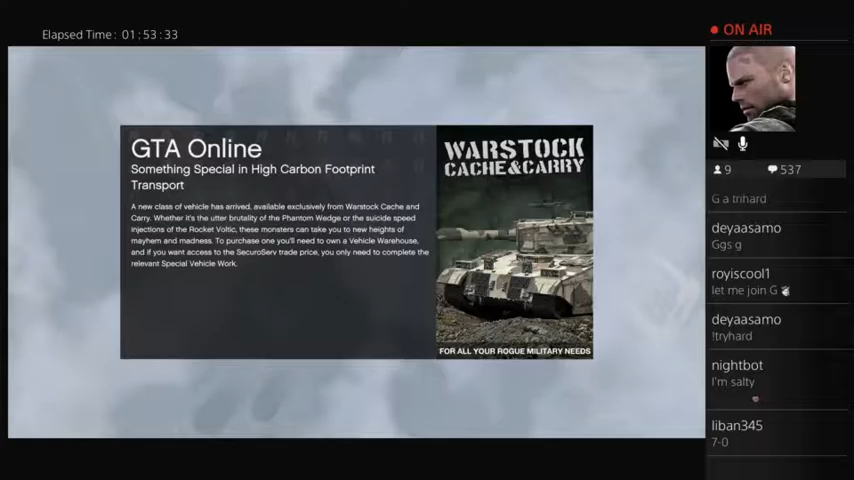 Elapsed Time : 01:53:33
ON AIR
GTA Online
Something Special in High Carbon Footprint
Transport
A new class of vehicle has arrived, available exclusively from Warstock Cache and
Carry. Whether it's the utter brutality of the Phantom Wedge or the suicide speed
injections of the Rocket Voltic, these monsters can take you to new heights of
mayhem and madness. To purchase one you'll need to own a Vehicle Warehouse,
and if you want access to the SecuroServ trade price, you only need to complete the
relevant Special Vehicle Work.
WARSTOCK
CACHE&CARRY
FOR ALL YOUR ROGUE MILITARY NEEDS
9
537
G a trihard
deyaasamo
Ggs g
royiscool1
let me join G
deyaasamo
!tryhard
nightbot
I'm salty
liban345
7-0